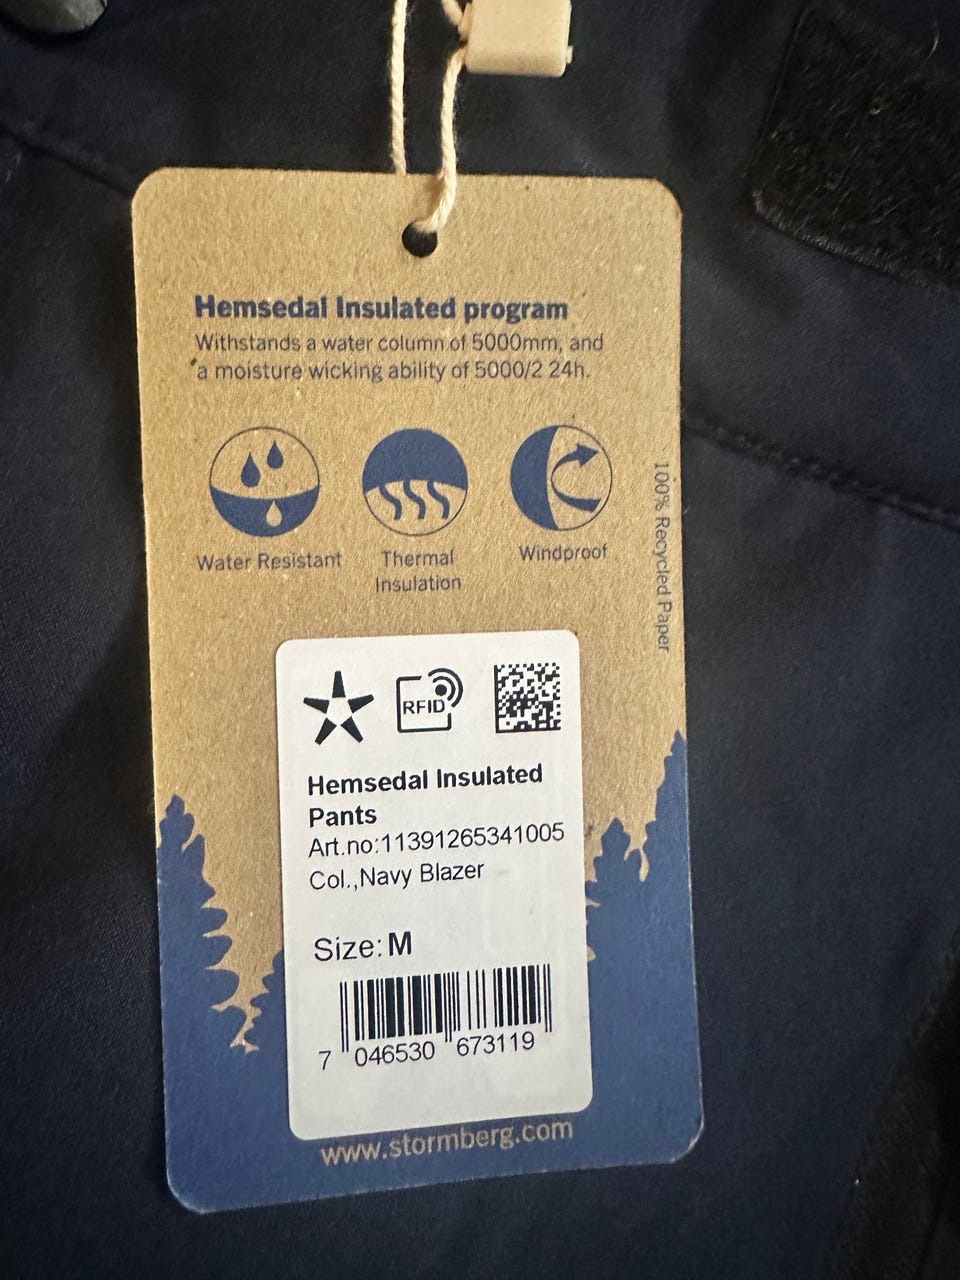 Hemsedal Insulated program
Withstands a water column of 5000mm, and
a moisture wicking ability of 5000/2 24h.
Water Resistant
Thermal
Insulation
Windproof
100% Recycled Paper
RFID
Hemsedal Insulated
Pants
Art.no:11391265341005
Col.,Navy Blazer
Size: M
7 046530 673119
www.stormberg.com